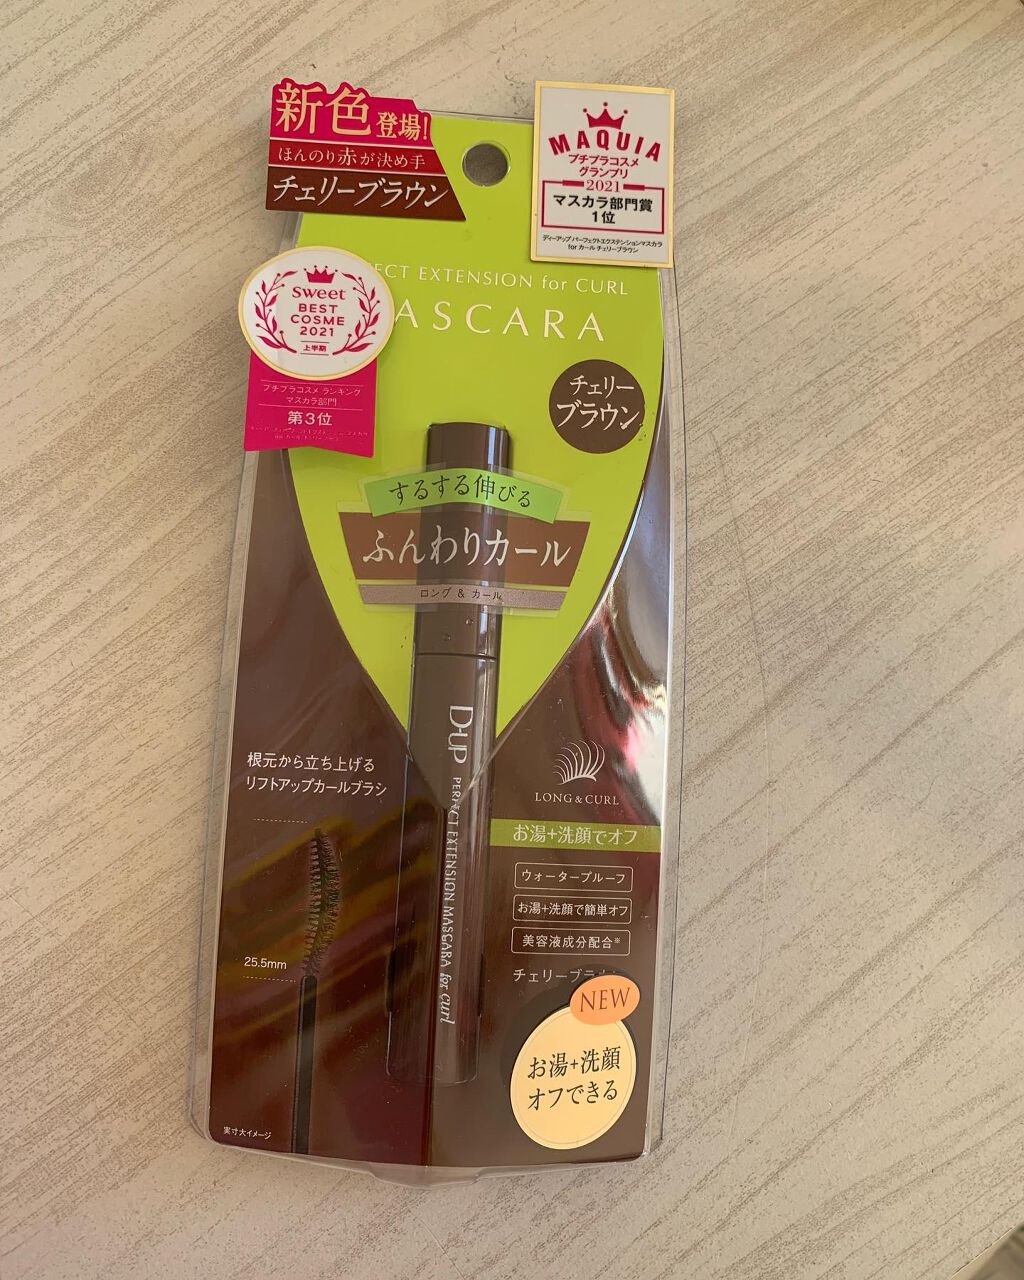 新色登場!
ほんのり赤が決め手
チェリーブラウン
MAQUIA
プチプラコスメ
グランプリ
2021
マスカラ部門賞
1位
ディーアップ パーフェクトエクステンションマスカラ
for カール チェリーブラウン
ECT EXTENSION for CURL
ASCARA
sweet
BEST
COSME
2021
上半期
プチプラコスメ ランキング
マスカラ部門
第3位
チェリー
ブラウン
するする伸びる
ふんわりカール
ロング & カール
D-UP PERFECT EXTENSION MASCARA for curl
根元から立ち上げる
リフトアップカールブラシ
25.5mm
実寸大イメージ
LONG & CURL
お湯+洗顔でオフ
ウォータープルーフ
お湯+洗顔で簡単オフ
美容液成分配合※
チェリーブラウン
NEW
お湯+洗顔
オフできる